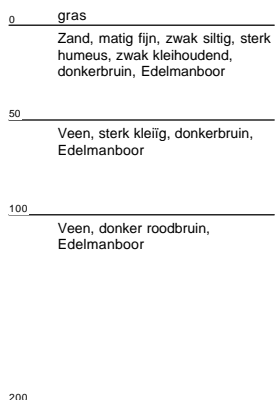 0 gras
Zand, matig fijn, zwak siltig, sterk
humeus, zwak kleihoudend,
donkerbruin, Edelmanboor
50
Veen, sterk kleiïg, donkerbruin,
Edelmanboor
100
Veen, donker roodbruin,
Edelmanboor
200